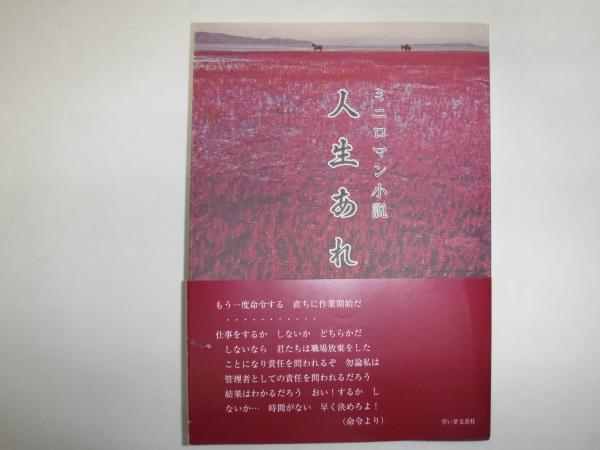 ミニロマン小説
人生あれ
もう一度命令する　直ちに作業開始だ
・・・・・・・・・・・
仕事をするか　しないか　どちらかだ
しないなら　君たちは職場放棄をした
ことになり責任を問われるぞ　勿論私は
管理者としての責任を問われるだろう
結果はわかるだろう　おい！するか　し
ないか…　時間がない　早く決めろよ！
（命令より）
青い芽文芸社